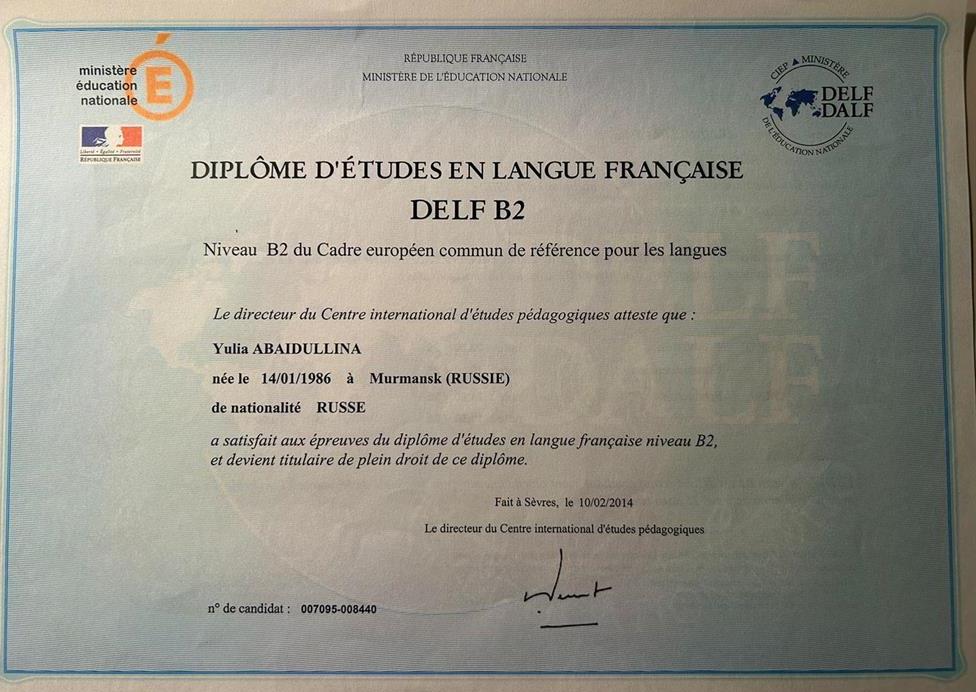 ministère
éducation
nationale
É
Liberté • Égalité • Fraternité
RÉPUBLIQUE FRANÇAISE
RÉPUBLIQUE FRANÇAISE
MINISTÈRE DE L'ÉDUCATION NATIONALE
CIEP ▲ MINISTÈRE
DELF
DALF
DE L'ÉDUCATION NATIONALE
DIPLÔME D'ÉTUDES EN LANGUE FRANÇAISE
DELF B2
Niveau B2 du Cadre européen commun de référence pour les langues
DELF
DALF
Le directeur du Centre international d'études pédagogiques atteste que :
Yulia ABAIDULLINA
née le 14/01/1986 à Murmansk (RUSSIE)
de nationalité RUSSE
a satisfait aux épreuves du diplôme d'études en langue française niveau B2,
et devient titulaire de plein droit de ce diplôme.
Fait à Sèvres, le 10/02/2014
Le directeur du Centre international d'études pédagogiques
n° de candidat : 007095-008440